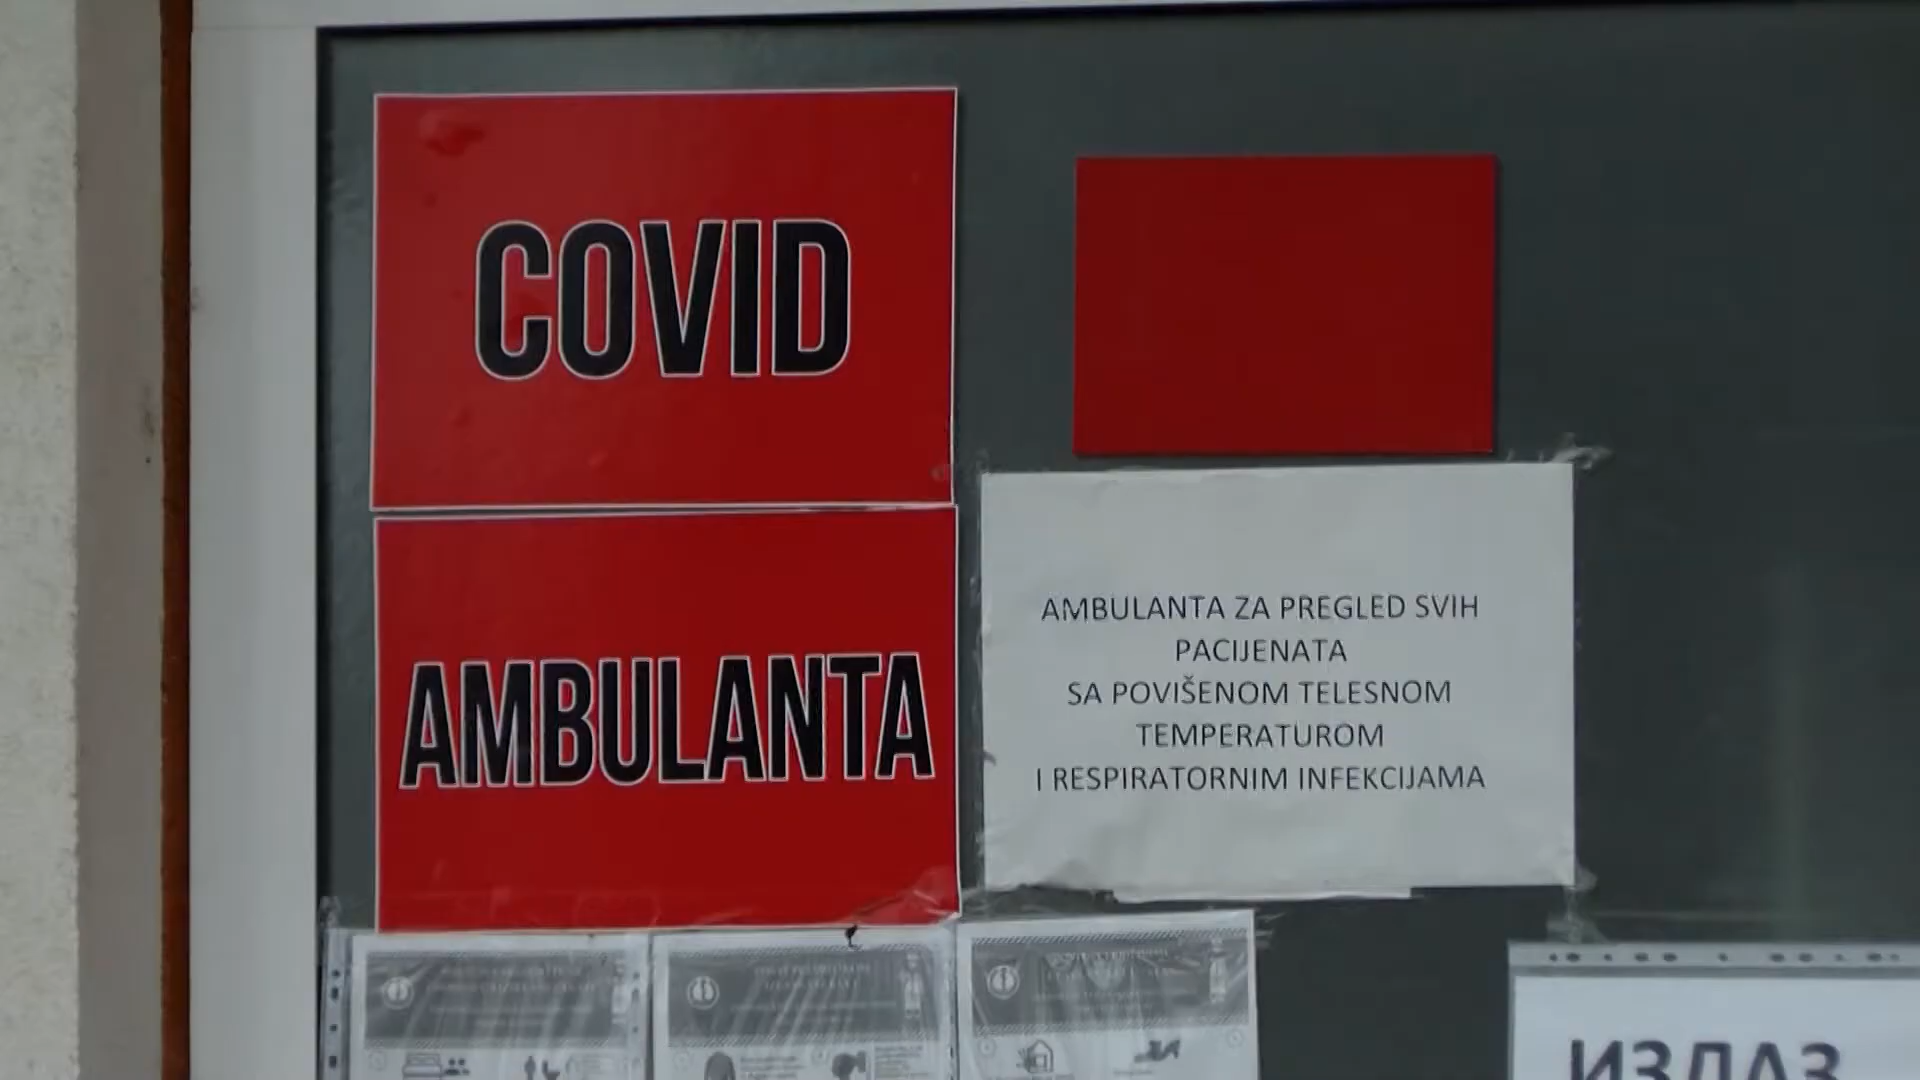 COVID
AMBULANTA
AMBULANTA ZA PREGLED SVIH
PACIJENATA
SA POVIŠENOM TELESNOM
TEMPERATUROM
I RESPIRATORNIM INFEKCIJAMA
ИЗЛАЗ